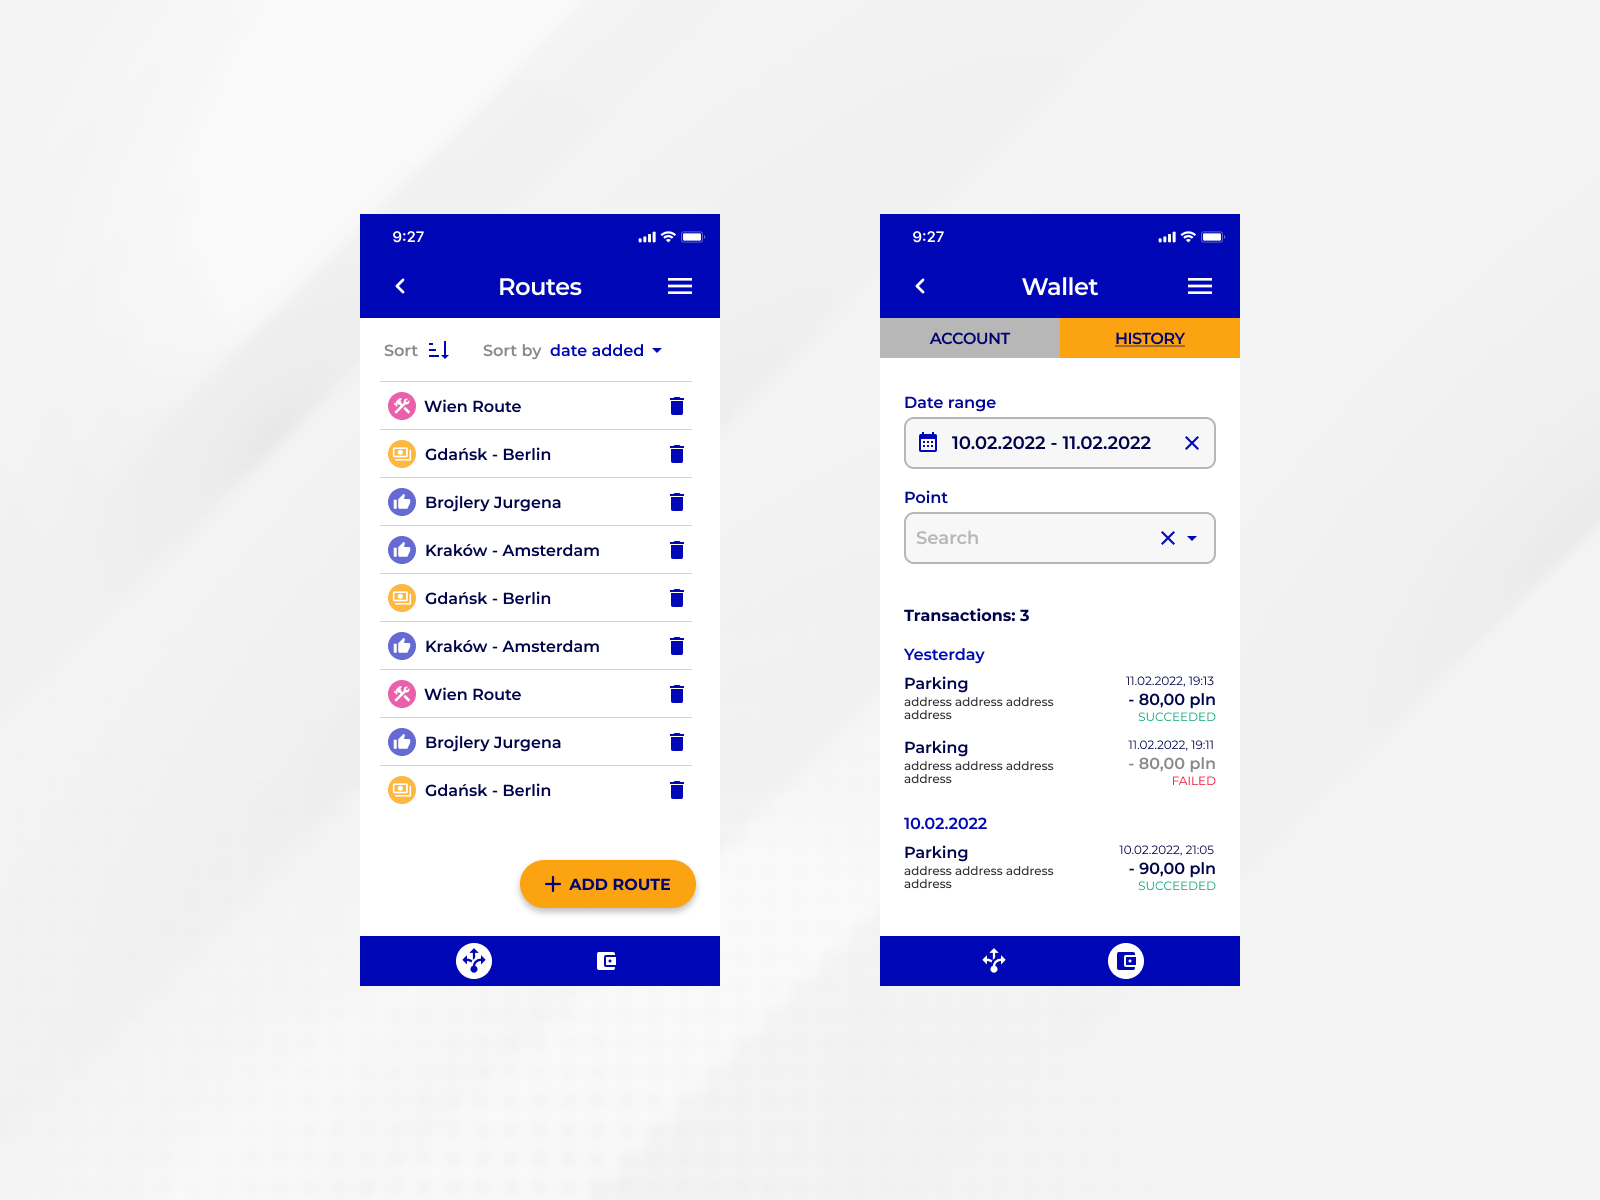 9:27
Routes
Sort
Sort by date added
Wien Route
Gdańsk - Berlin
Brojlery Jurgena
Kraków - Amsterdam
Gdańsk - Berlin
Kraków - Amsterdam
Wien Route
Brojlery Jurgena
Gdańsk - Berlin
ADD ROUTE
9:27
Wallet
ACCOUNT
HISTORY
Date range
10.02.2022 - 11.02.2022
Point
Search
Transactions: 3
Yesterday
Parking
address address address
address
11.02.2022, 19:13
- 80,00 pln
SUCCEEDED
Parking
address address address
address
11.02.2022, 19:11
- 80,00 pln
FAILED
10.02.2022
Parking
address address address
address
10.02.2022, 21:05
- 90,00 pln
SUCCEEDED